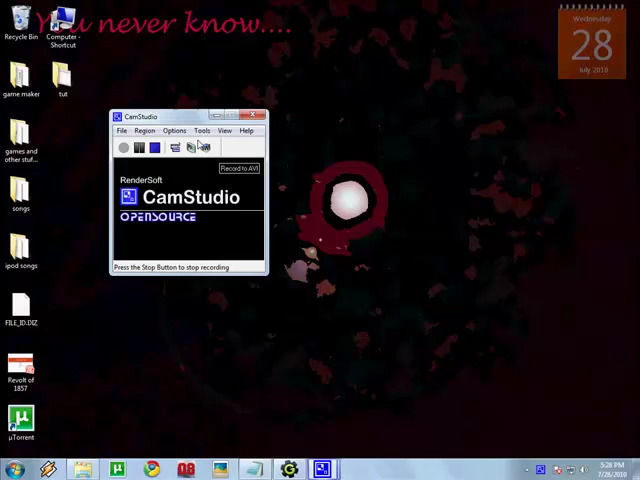 You never know....
Recycle Bin
Computer -
Shortcut
game maker
tut
games and
other stuf...
songs
ipod songs
FILE_ID.DIZ
Revolt of
1857
µTorrent
CamStudio
File Region Options Tools View Help
Record to AVI
RenderSoft
CamStudio
OPENSOURCE
Press the Stop Button to stop recording
Wednesday
28
July 2010
5:28 PM
7/28/2010